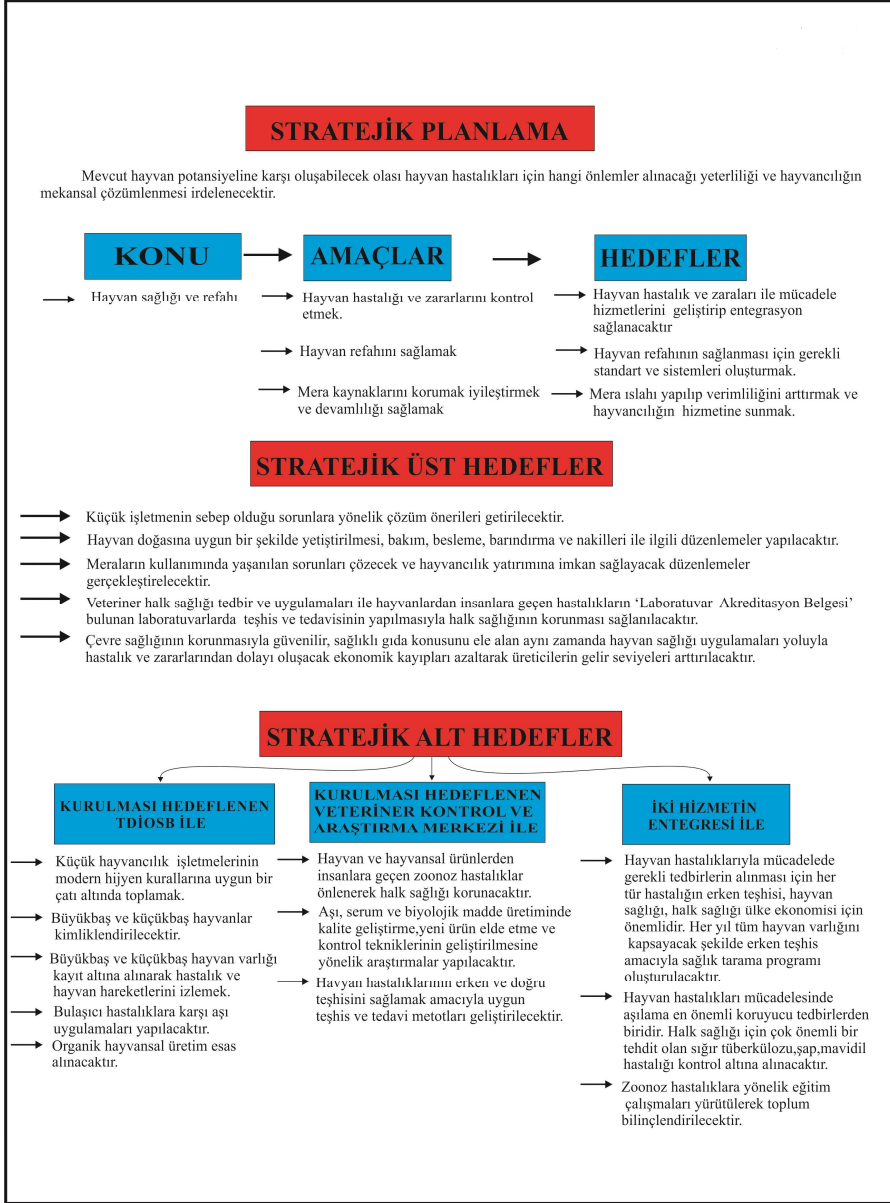 STRATEJİK PLANLAMA
Mevcut hayvan potansiyeline karşı oluşabilecek olası hayvan hastalıkları için hangi önlemler alınacağı yeterliliği ve hayvancılığın
mekansal çözümlenmesi irdelenecektir.
KONU
Hayvan sağlığı ve refahı
AMAÇLAR
Hayvan hastalığı ve zararlarını kontrol
etmek.
Hayvan refahını sağlamak
Mera kaynaklarını korumak iyileştirmek
ve devamlılığı sağlamak
HEDEFLER
Hayvan hastalık ve zaraları ile mücadele
hizmetlerini geliştirip entegrasyon
sağlanacaktır
Hayvan refahının sağlanması için gerekli
standart ve sistemleri oluşturmak.
Mera ıslahı yapılıp verimliliğini arttırmak ve
hayvancılığın hizmetine sunmak.
STRATEJİK ÜST HEDEFLER
Küçük işletmenin sebep olduğu sorunlara yönelik çözüm önerileri getirilecektir.
Hayvan doğasına uygun bir şekilde yetiştirilmesi, bakım, besleme, barındırma ve nakilleri ile ilgili düzenlemeler yapılacaktır.
Meraların kullanımında yaşanılan sorunları çözecek ve hayvancılık yatırımına imkan sağlayacak düzenlemeler
gerçekleştirelecektir.
Veteriner halk sağlığı tedbir ve uygulamaları ile hayvanlardan insanlara geçen hastalıkların ‘Laboratuvar Akreditasyon Belgesi’
bulunan laboratuvarlarda teşhis ve tedavisinin yapılmasıyla halk sağlığının korunması sağlanılacaktır.
Çevre sağlığının korunmasıyla güvenilir, sağlıklı gıda konusunu ele alan aynı zamanda hayvan sağlığı uygulamaları yoluyla
hastalık ve zararlarından dolayı oluşacak ekonomik kayıpları azaltarak üreticilerin gelir seviyeleri arttırılacaktır.
STRATEJİK ALT HEDEFLER
KURULMASI HEDEFLENEN
TDİOSB İLE
Küçük hayvancılık işletmelerinin
modern hijyen kurallarına uygun bir
çatı altında toplamak.
Büyükbaş ve küçükbaş hayvanlar
kimliklendirilecektir.
Büyükbaş ve küçükbaş hayvan varlığı
kayıt altına alınarak hastalık ve
hayvan hareketlerini izlemek.
Bulaşıcı hastalıklara karşı aşı
uygulamaları yapılacaktır.
Organik hayvansal üretim esas
alınacaktır.
KURULMASI HEDEFLENEN
VETERİNER KONTROL VE
ARAŞTIRMA MERKEZİ İLE
Hayvan ve hayvansal ürünlerden
insanlara geçen zoonoz hastalıklar
önlenerek halk sağlığı korunacaktır.
Aşı, serum ve biyolojik madde üretiminde
kalite geliştirme,yeni ürün elde etme ve
kontrol tekniklerinin geliştirilmesine
yönelik araştırmalar yapılacaktır.
Havyan hastalıklarının erken ve doğru
teşhisini sağlamak amacıyla uygun
teşhis ve tedavi metotları geliştirilecektir.
İKİ HİZMETİN
ENTEGRESİ İLE
Hayvan hastalıklarıyla mücadelede
gerekli tedbirlerin alınması için her
tür hastalığın erken teşhisi, hayvan
sağlığı, halk sağlığı ülke ekonomisi için
önemlidir. Her yıl tüm hayvan varlığını
kapsayacak şekilde erken teşhis
amacıyla sağlık tarama programı
oluşturulacaktır.
Hayvan hastalıkları mücadelesinde
aşılama en önemli koruyucu tedbirlerden
biridir. Halk sağlığı için çok önemli bir
tehdit olan sığır tüberkülozu,şap,mavidil
hastalığı kontrol altına alınacaktır.
Zoonoz hastalıklara yönelik eğitim
çalışmaları yürütülerek toplum
bilinçlendirilecektir.